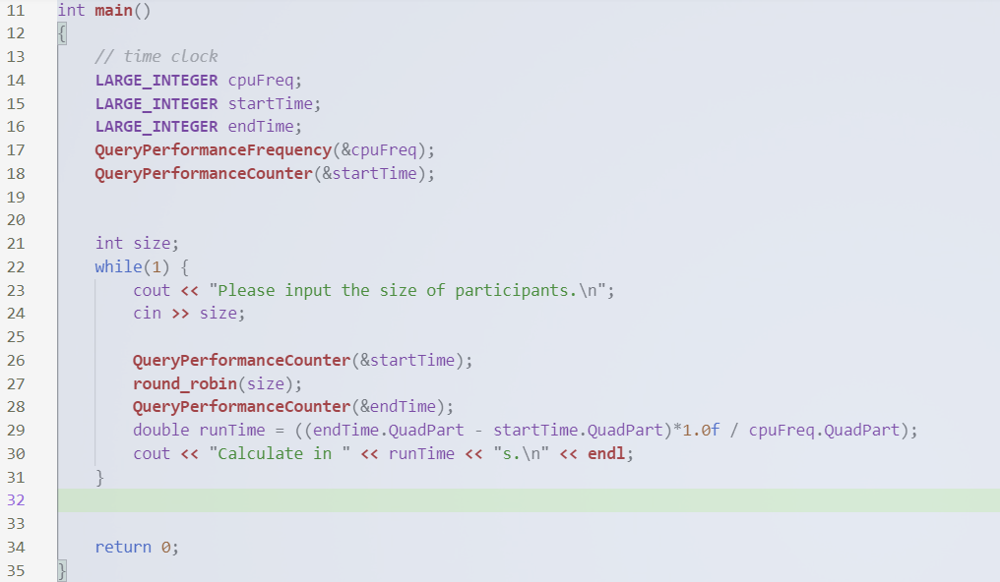 11 int main()
12 {
13 // time clock
14 LARGE_INTEGER cpuFreq;
15 LARGE_INTEGER startTime;
16 LARGE_INTEGER endTime;
17 QueryPerformanceFrequency(&cpuFreq);
18 QueryPerformanceCounter(&startTime);
19
20
21 int size;
22 while(1) {
23 cout << "Please input the size of participants.\n";
24 cin >> size;
25
26 QueryPerformanceCounter(&startTime);
27 round_robin(size);
28 QueryPerformanceCounter(&endTime);
29 double runTime = ((endTime.QuadPart - startTime.QuadPart)*1.0f / cpuFreq.QuadPart);
30 cout << "Calculate in " << runTime << "s.\n" << endl;
31 }
32
33
34 return 0;
35 }